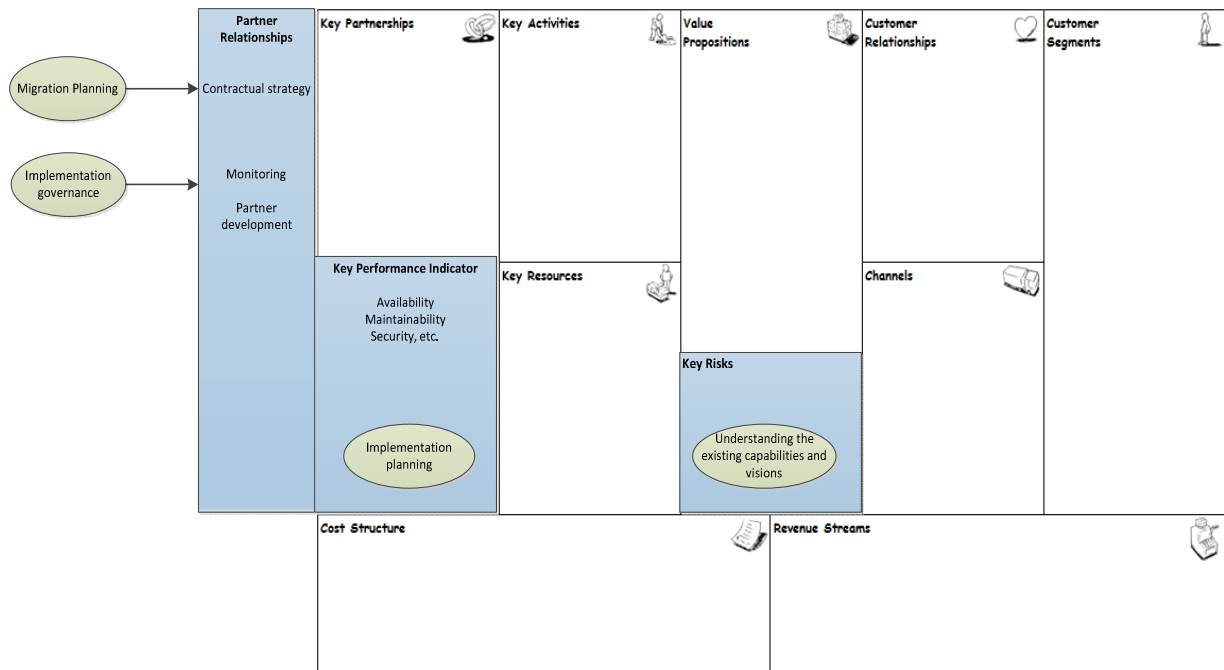 Partner
Relationships
Key Partnerships
Key Activities
Value
Propositions
Customer
Relationships
Customer
Segments
Migration Planning
Contractual strategy
Implementation
governance
Monitoring
Partner
development
Key Performance Indicator
Availability
Maintainability
Security, etc.
Implementation
planning
Key Resources
Key Risks
Understanding the
existing capabilities and
visions
Channels
Cost Structure
Revenue Streams